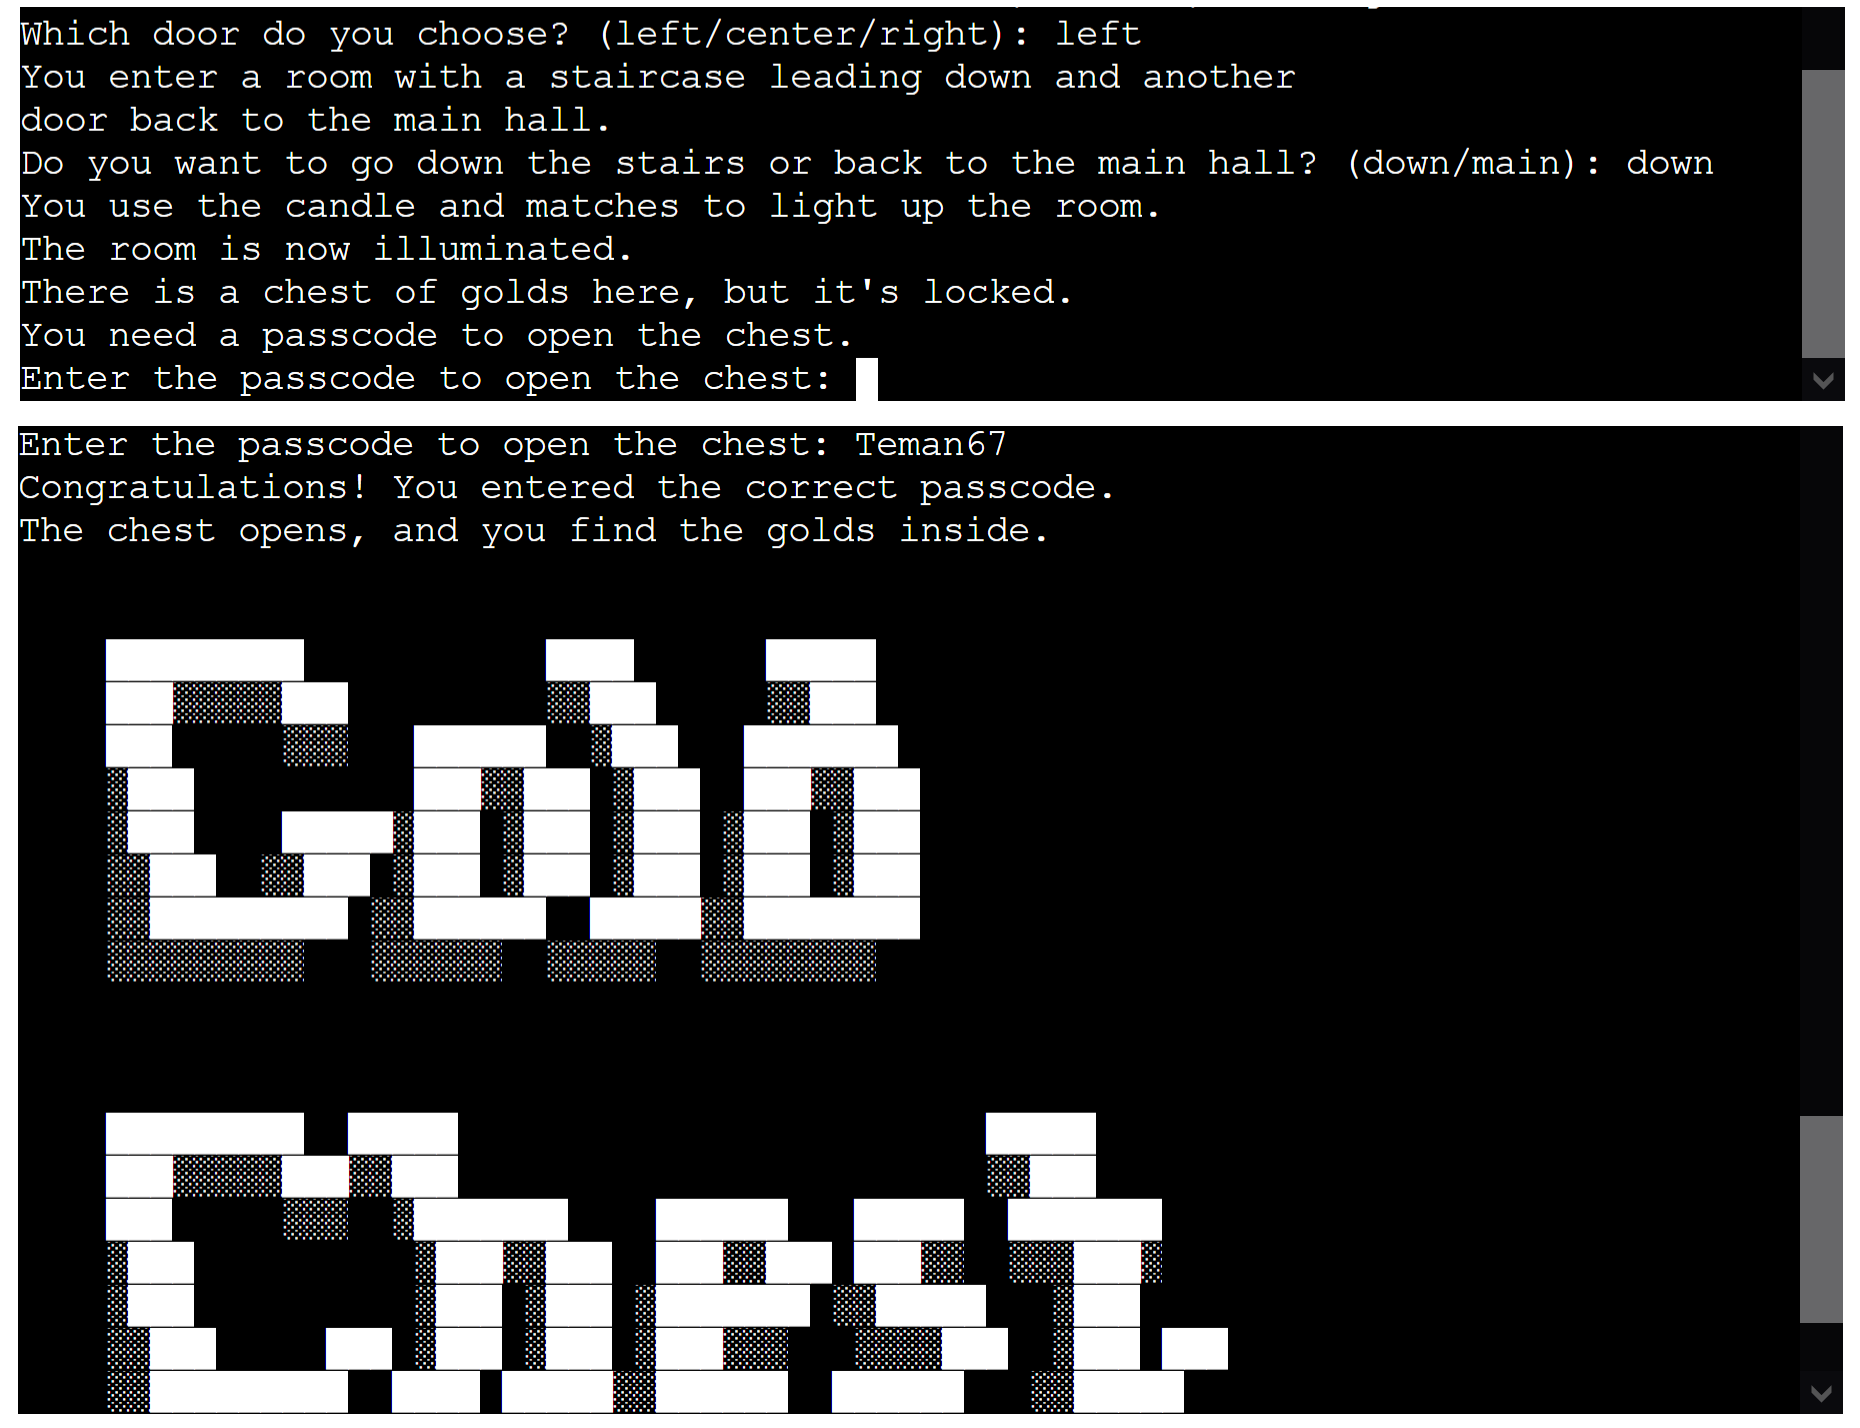 Which door do you choose? (left/center/right): left
You enter a room with a staircase leading down and another
door back to the main hall.
Do you want to go down the stairs or back to the main hall? (down/main): down
You use the candle and matches to light up the room.
The room is now illuminated.
There is a chest of golds here, but it's locked.
You need a passcode to open the chest.
Enter the passcode to open the chest:
Enter the passcode to open the chest: Teman67
Congratulations! You entered the correct passcode.
The chest opens, and you find the golds inside.
Gold
Chest